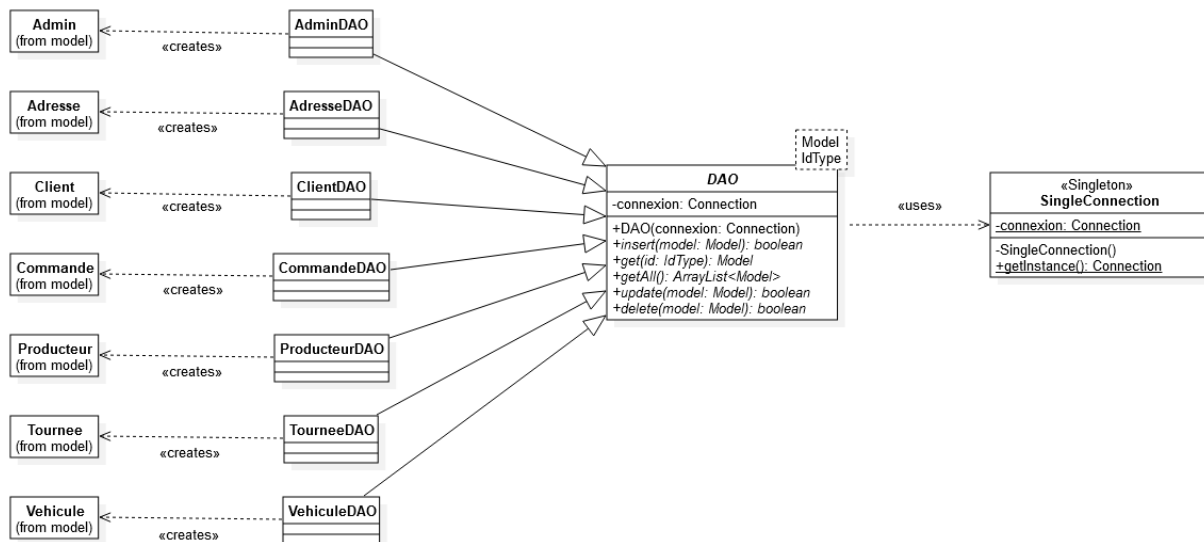 Admin
(from model)
«creates»
AdminDAO
Adresse
(from model)
«creates»
AdresseDAO
Client
(from model)
«creates»
ClientDAO
Commande
(from model)
«creates»
CommandeDAO
Producteur
(from model)
«creates»
ProducteurDAO
Tournee
(from model)
«creates»
TourneeDAO
Vehicule
(from model)
«creates»
VehiculeDAO
Model
IdType
DAO
-connexion: Connection
+DAO(connexion: Connection)
+insert(model: Model): boolean
+get(id: IdType): Model
+getAll(): ArrayList<Model>
+update(model: Model): boolean
+delete(model: Model): boolean
«uses»
«Singleton»
SingleConnection
-connexion: Connection
-SingleConnection()
+getInstance(): Connection